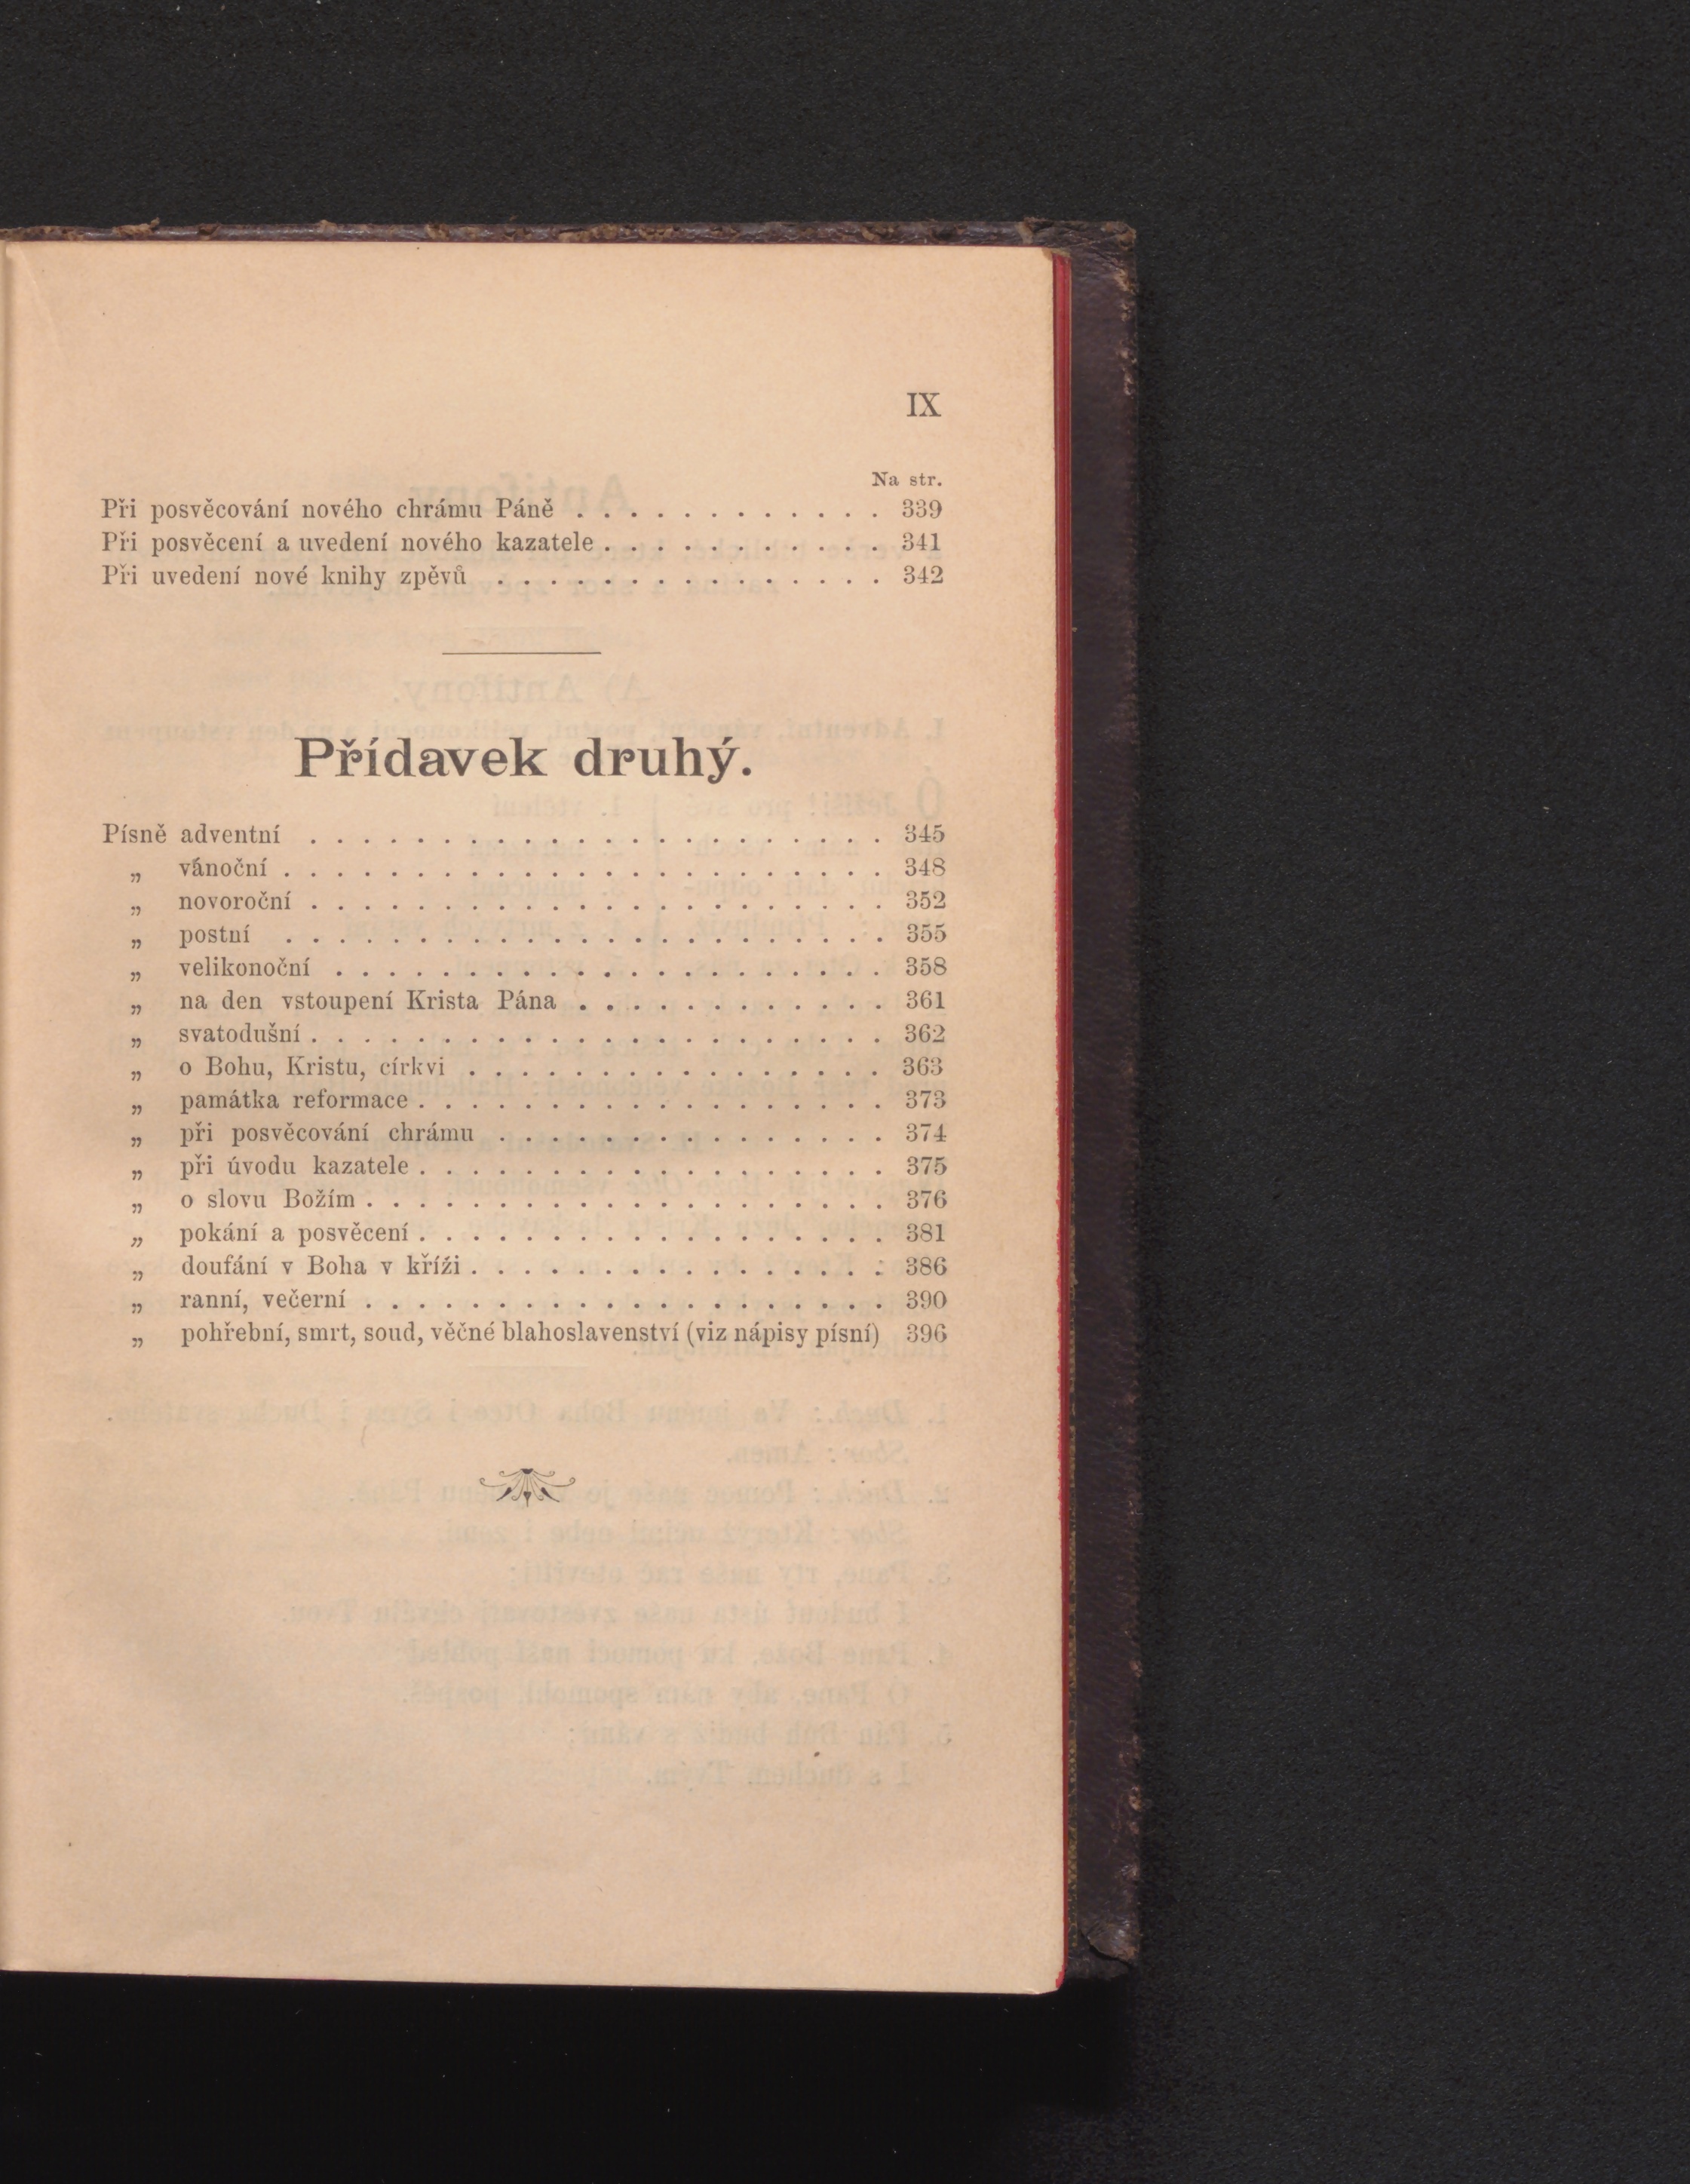 IX
Na str.
Při posvěcování nového chrámu Páně . . . . . . . . . . . . 339
Při posvěcení a uvedení nového kazatele . . . . . . . . . . . 341
Při uvedení nové knihy zpěvů . . . . . . . . . . . . . . . 342
Přídavek druhý.
Písně adventní . . . . . . . . . . . . . . . . . . . . . . 345
„ vánoční . . . . . . . . . . . . . . . . . . . . . . . 348
„ novoroční . . . . . . . . . . . . . . . . . . . . . . 352
„ postní . . . . . . . . . . . . . . . . . . . . . . . 355
„ velikonoční . . . . . . . . . . . . . . . . . . . . . 358
„ na den vstoupení Krista Pána . . . . . . . . . . . . 361
„ svatodušní . . . . . . . . . . . . . . . . . . . . . . 362
„ o Bohu, Kristu, církvi . . . . . . . . . . . . . . . . 363
„ památka reformace . . . . . . . . . . . . . . . . . . 373
„ při posvěcování chrámu . . . . . . . . . . . . . . . 374
„ při úvodu kazatele . . . . . . . . . . . . . . . . . . 375
„ o slovu Božím . . . . . . . . . . . . . . . . . . . . 376
„ pokání a posvěcení . . . . . . . . . . . . . . . . . . 381
„ doufání v Boha v kříži . . . . . . . . . . . . . . . . 386
„ ranní, večerní . . . . . . . . . . . . . . . . . . . . 390
„ pohřební, smrt, soud, věčné blahoslavenství (viz nápisy písní) 396